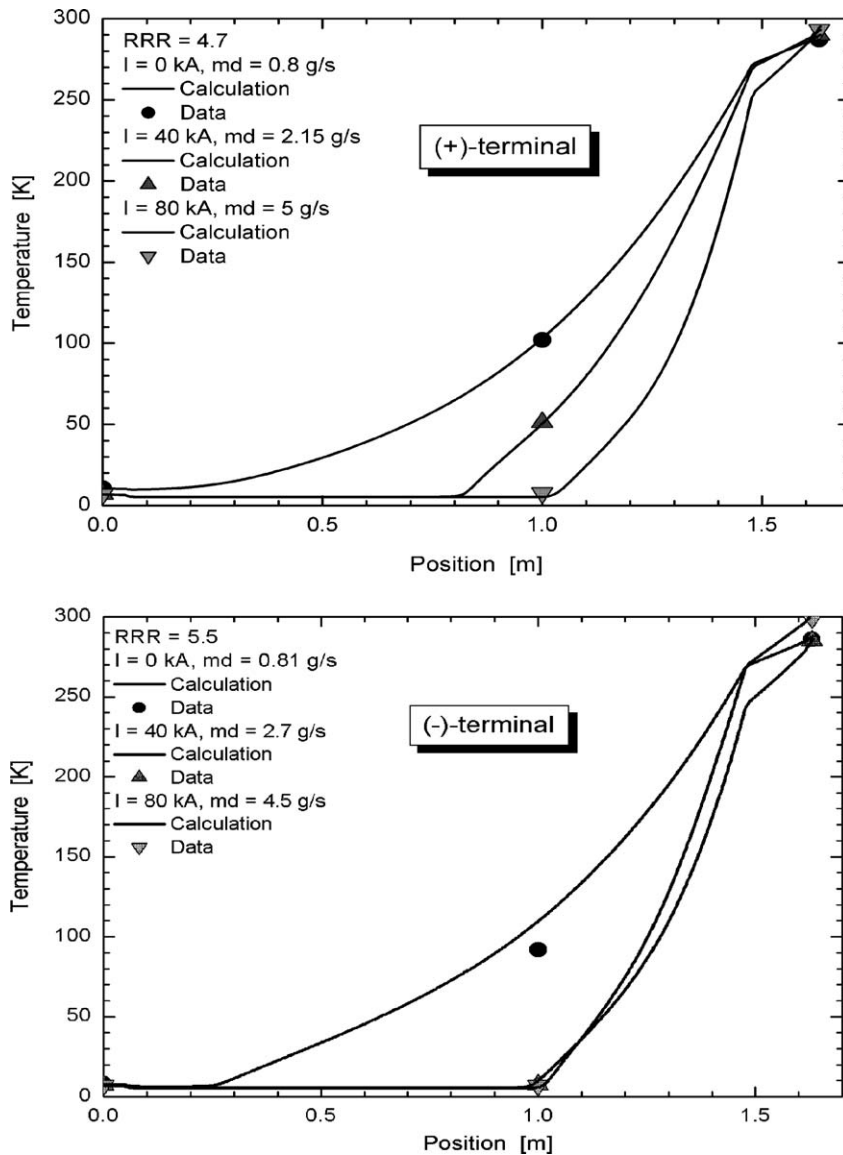 300
250
200
150
100
50
0
Temperature [K]
RRR = 4.7
I = 0 kA, md = 0.8 g/s
Calculation
Data
I = 40 kA, md = 2.15 g/s
Calculation
Data
I = 80 kA, md = 5 g/s
Calculation
Data
(+)-terminal
0.0 0.5 1.0 1.5
Position [m]
300
250
200
150
100
50
0
Temperature [K]
RRR = 5.5
I = 0 kA, md = 0.81 g/s
Calculation
Data
I = 40 kA, md = 2.7 g/s
Calculation
Data
I = 80 kA, md = 4.5 g/s
Calculation
Data
(-)-terminal
0.0 0.5 1.0 1.5
Position [m]